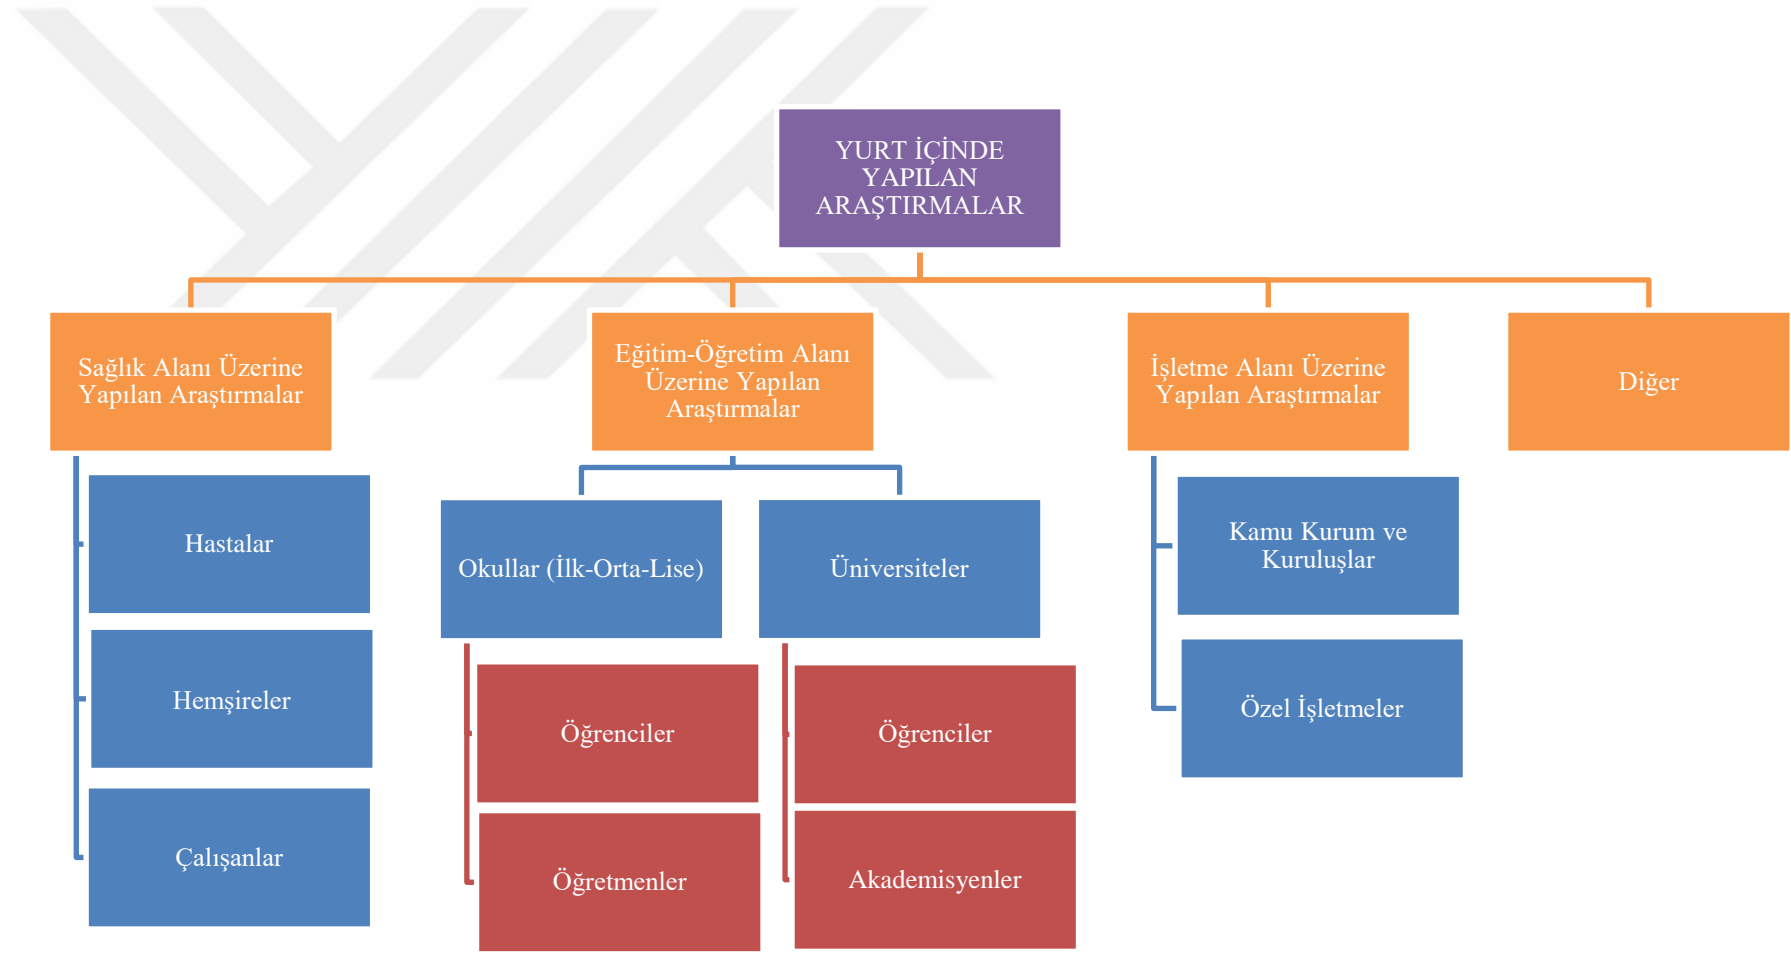 YURT İÇİNDE
YAPILAN
ARAŞTIRMALAR
Sağlık Alanı Üzerine
Yapılan Araştırmalar
Eğitim-Öğretim Alanı
Üzerine Yapılan
Araştırmalar
İşletme Alanı Üzerine
Yapılan Araştırmalar
Diğer
Hastalar
Hemşireler
Çalışanlar
Okullar (İlk-Orta-Lise)
Öğrenciler
Öğretmenler
Üniversiteler
Öğrenciler
Akademisyenler
Kamu Kurum ve
Kuruluşlar
Özel İşletmeler